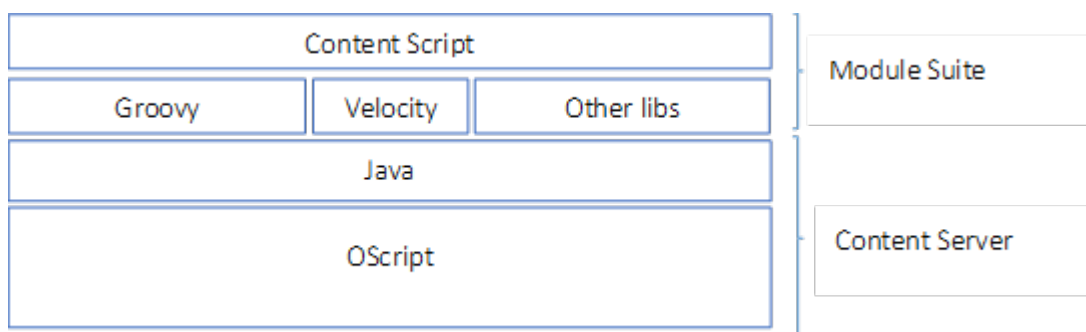 Content Script
Module Suite
Groovy
Velocity
Other libs
Java
Content Server
OScript